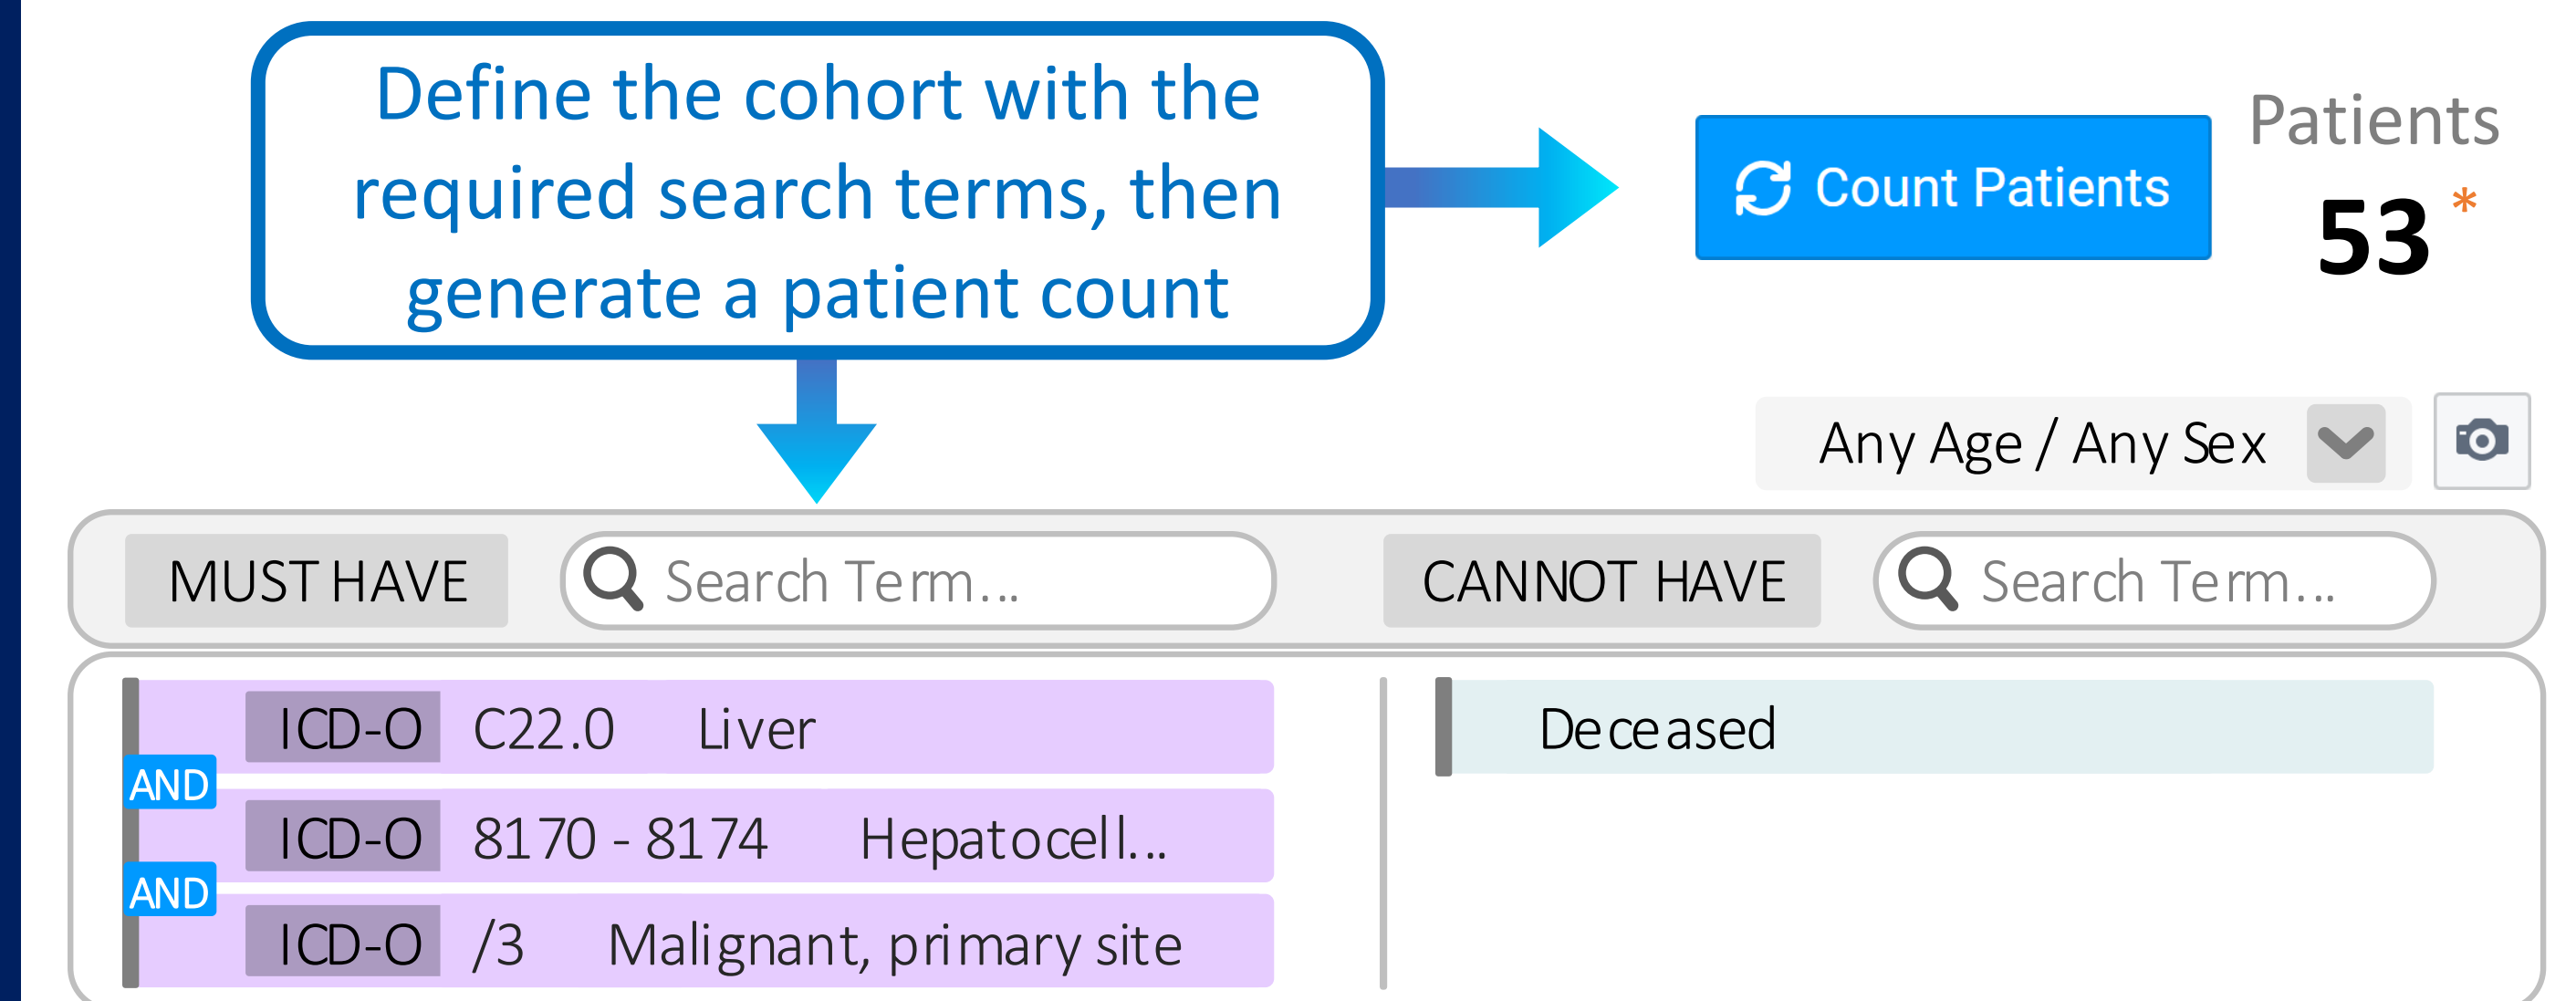 Define the cohort with the
required search terms, then
generate a patient count
Count Patients
Patients
53*
Any Age / Any Sex
MUST HAVE
Search Term...
CANNOT HAVE
Search Term...
ICD-O C22.0 Liver
AND
ICD-O 8170 - 8174 Hepatocell...
AND
ICD-O /3 Malignant, primary site
Deceased